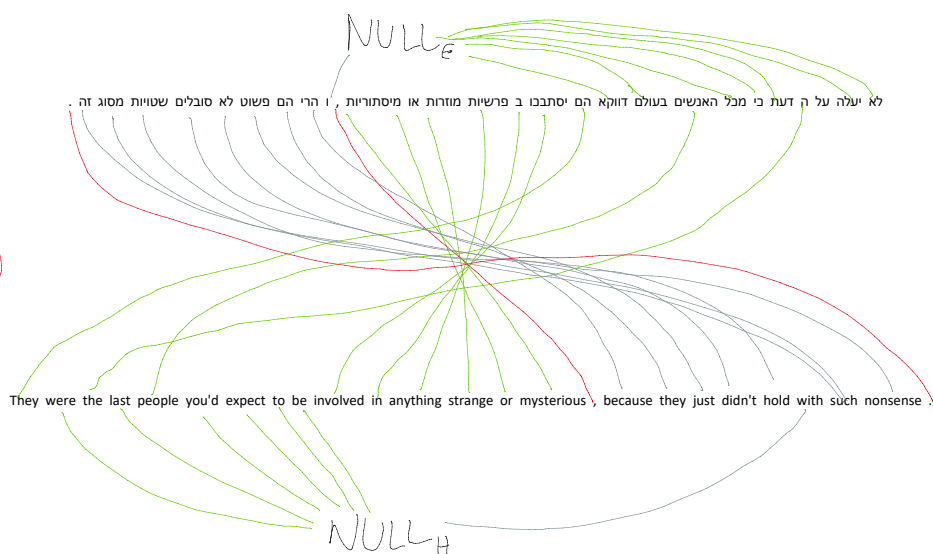 NULL E
לא יעלה על ה דעת כי מכל האנשים בעולם דווקא הם יסתבכו ב פרשיות מוזרות או מיסתוריות , ו הרי הם פשוט לא סובלים שטויות מסוג זה .
They were the last people you'd expect to be involved in anything strange or mysterious , because they just didn't hold with such nonsense .
NULL H